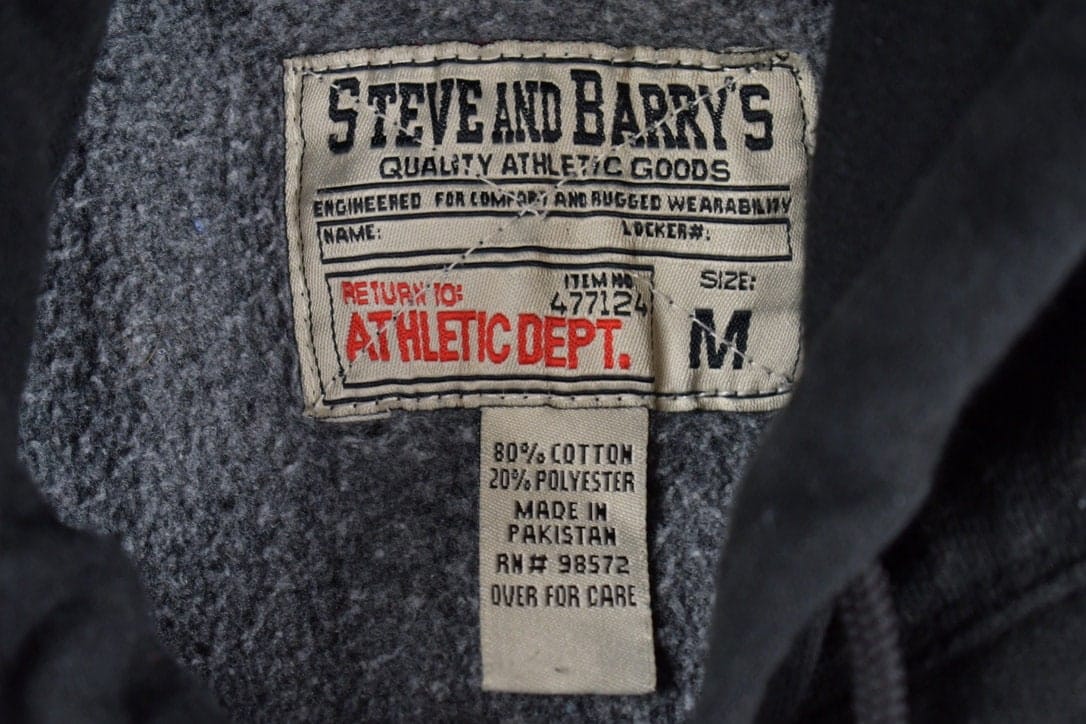 STEVE AND BARRY'S
QUALITY ATHLETIC GOODS
ENGINEERED FOR COMFORT AND RUGGED WEARABILITY
NAME: LOCKER#:
RETURN TO: ITEM NO SIZE:
477124
ATHLETIC DEPT. M
80% COTTON
20% POLYESTER
MADE IN
PAKISTAN
RN# 98572
OVER FOR CARE